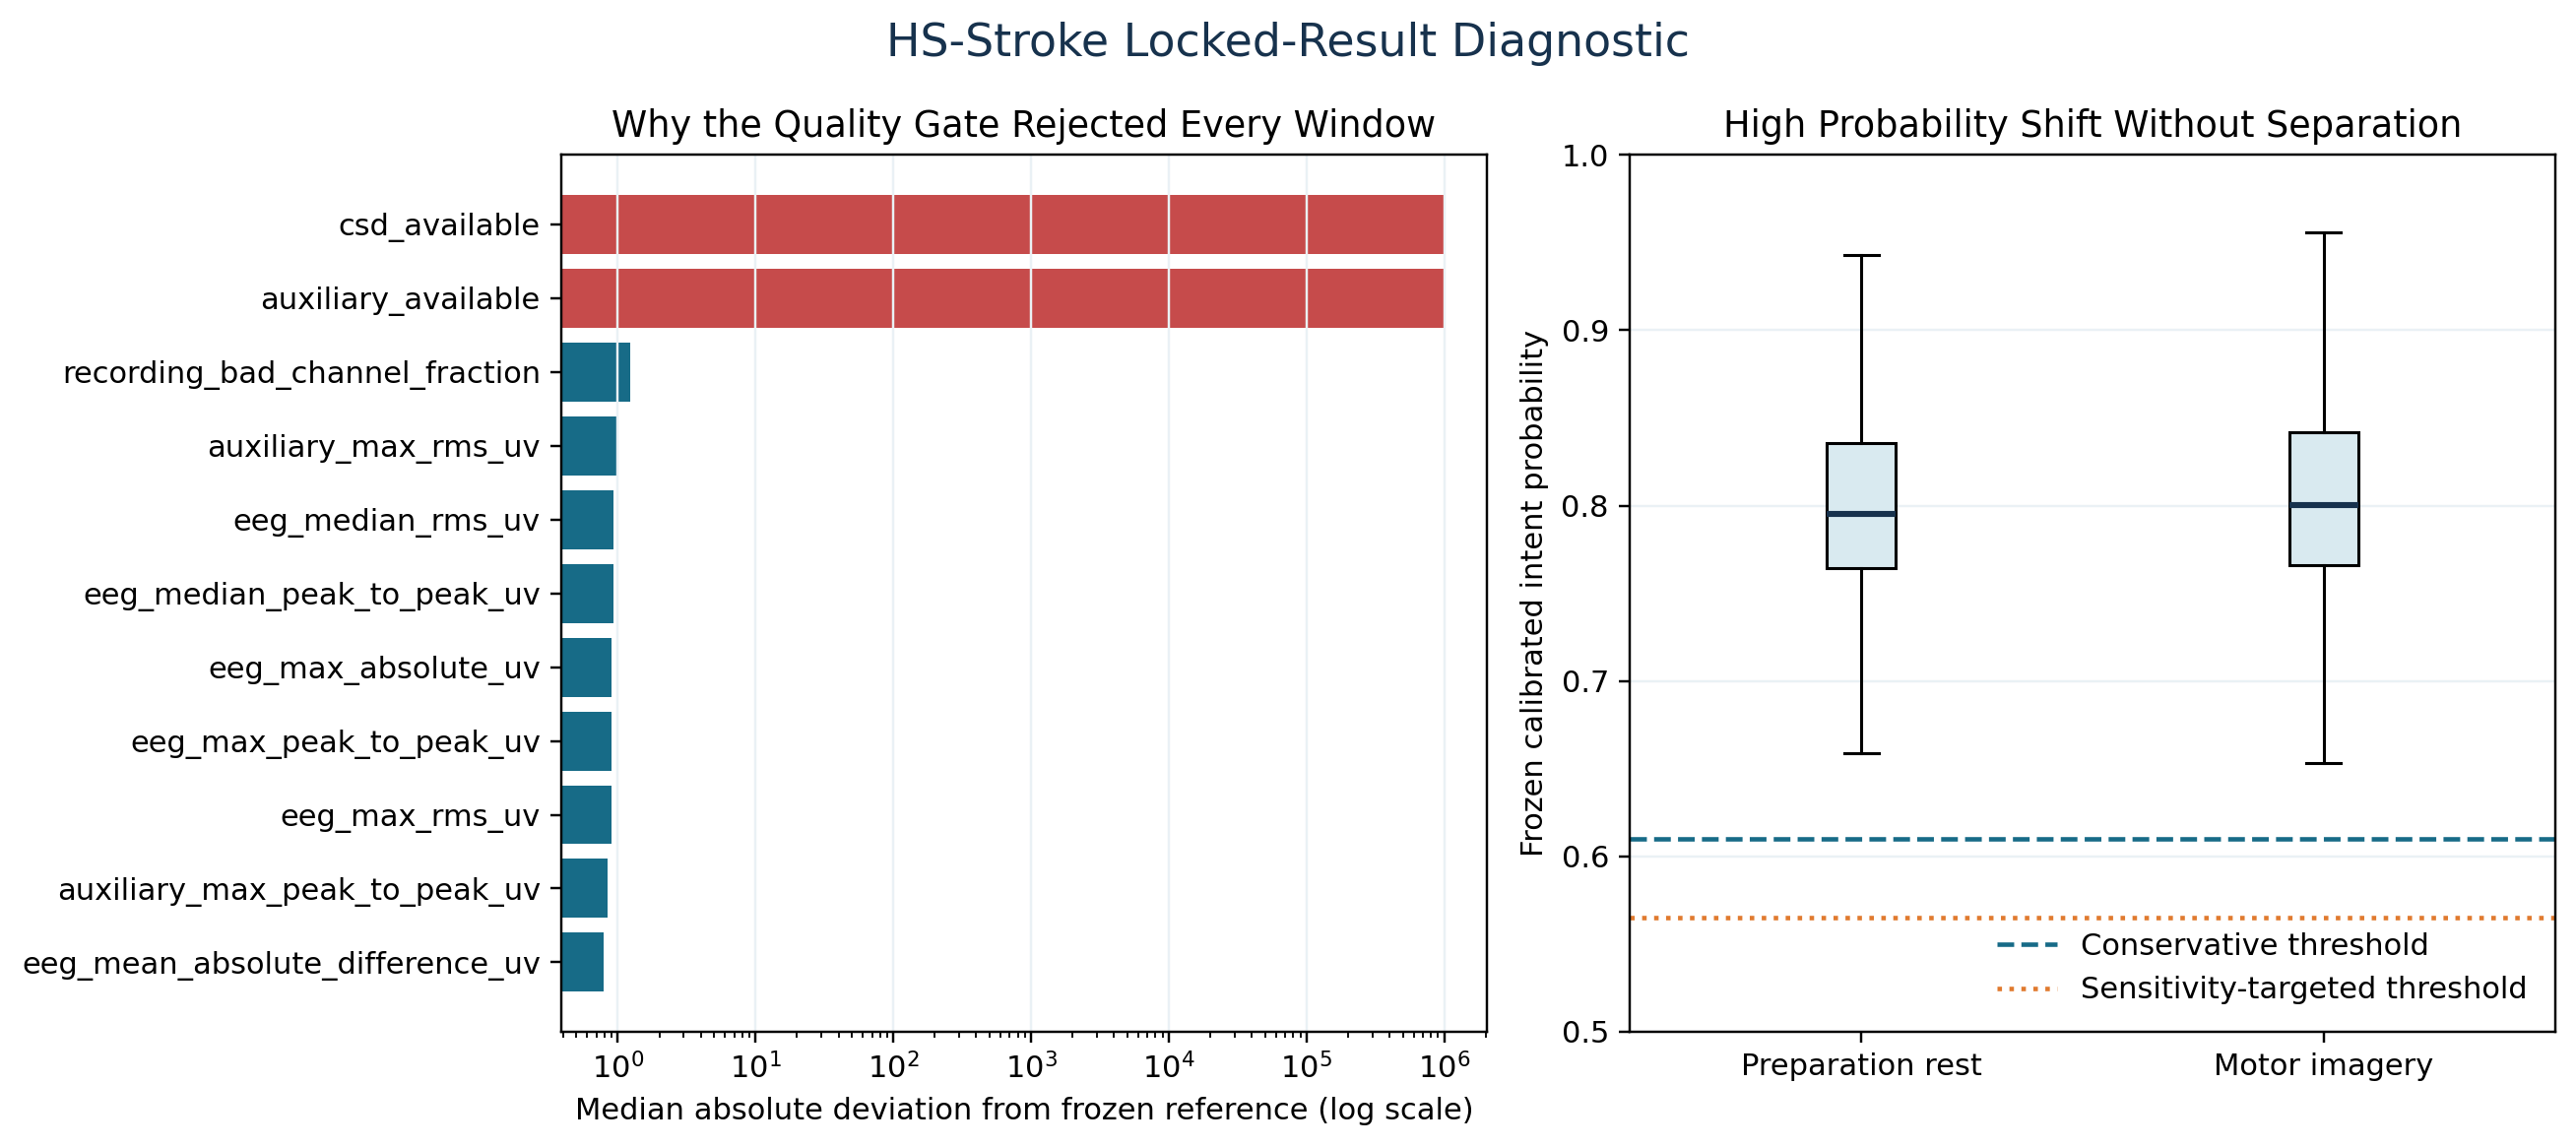 HS-Stroke Locked-Result Diagnostic
Why the Quality Gate Rejected Every Window
csd_available
auxiliary_available
recording_bad_channel_fraction
auxiliary_max_rms_uv
eeg_median_rms_uv
eeg_median_peak_to_peak_uv
eeg_max_absolute_uv
eeg_max_peak_to_peak_uv
eeg_max_rms_uv
auxiliary_max_peak_to_peak_uv
eeg_mean_absolute_difference_uv
10⁰ 10¹ 10² 10³ 10⁴ 10⁵ 10⁶
Median absolute deviation from frozen reference (log scale)
High Probability Shift Without Separation
Frozen calibrated intent probability
1.0
0.9
0.8
0.7
0.6
0.5
Conservative threshold
Sensitivity-targeted threshold
Preparation rest Motor imagery